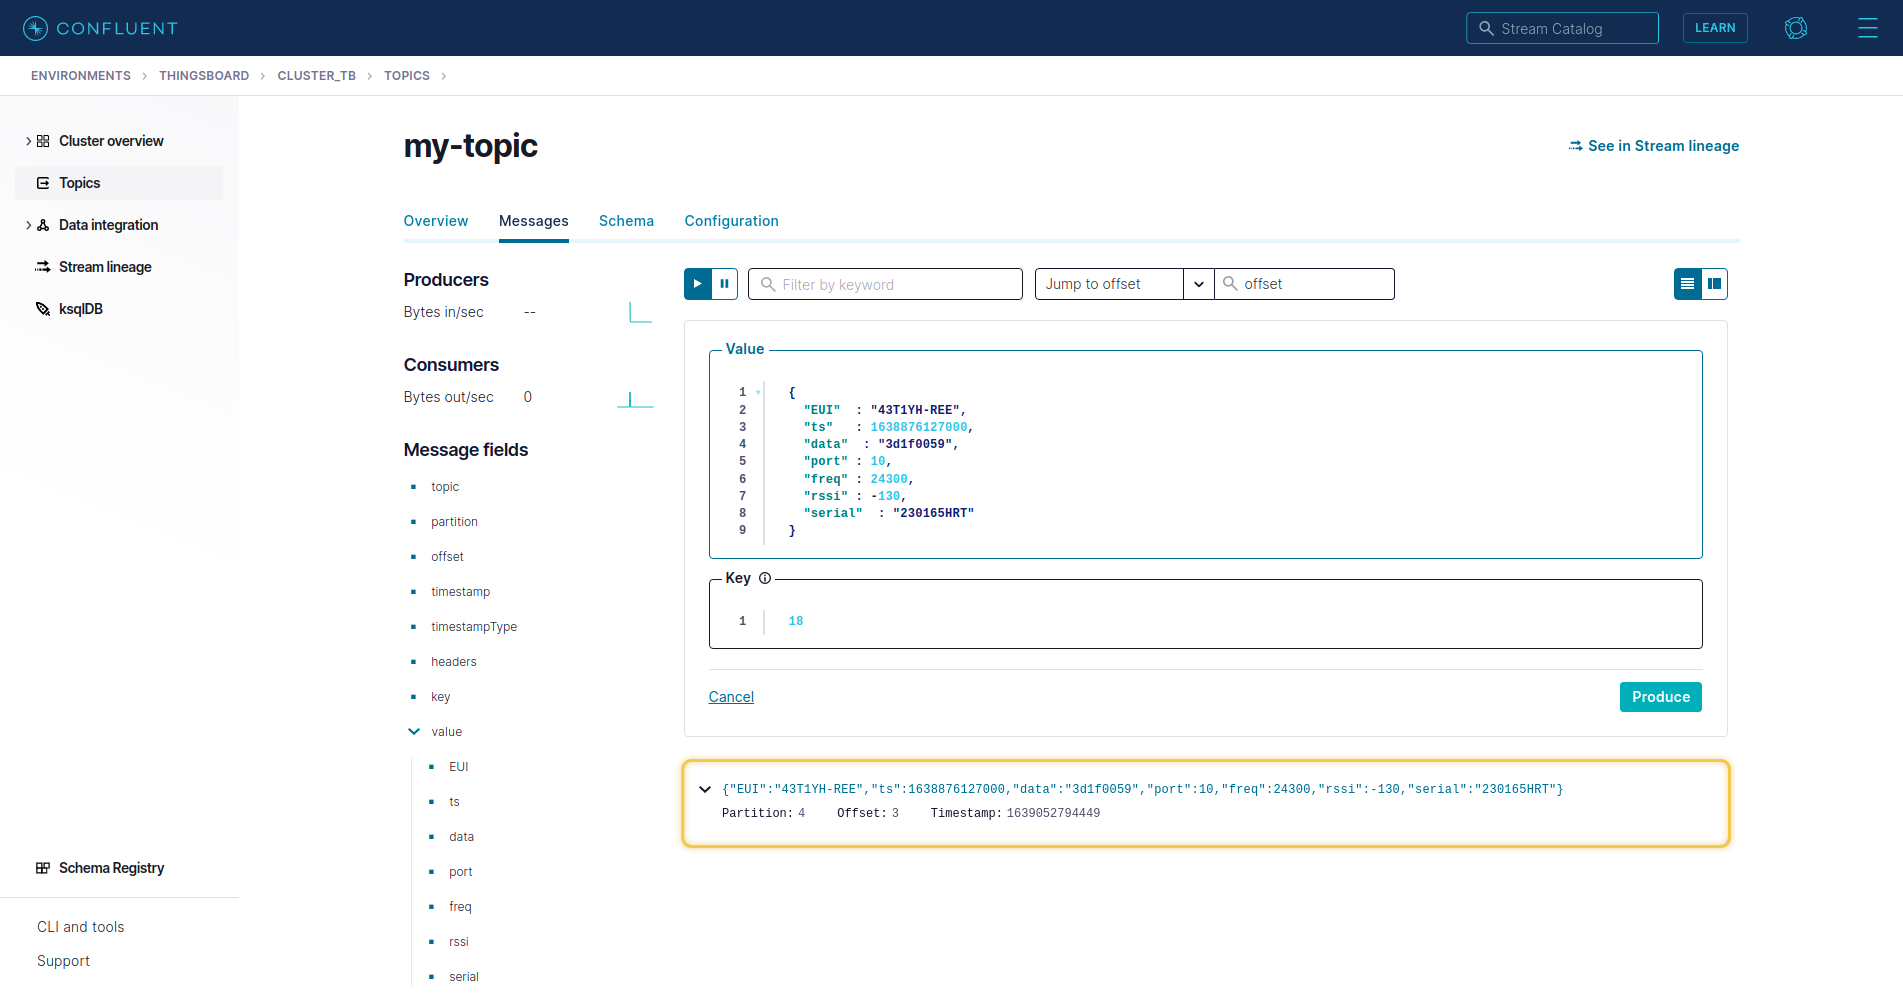 CONFLUENT
Stream Catalog
LEARN
ENVIRONMENTS > THINGSBOARD > CLUSTER_TB > TOPICS >
Cluster overview
Topics
Data integration
Stream lineage
ksqlDB
Schema Registry
CLI and tools
Support
my-topic
See in Stream lineage
Overview Messages Schema Configuration
Producers
Bytes in/sec --
Consumers
Bytes out/sec 0
Message fields
topic
partition
offset
timestamp
timestampType
headers
key
value
EUI
ts
data
port
freq
rssi
serial
Filter by keyword
Jump to offset
offset
Value
1 {
2 "EUI" : "43T1YH-REE",
3 "ts" : 1638876127000,
4 "data" : "3d1f0059",
5 "port" : 10,
6 "freq" : 24300,
7 "rssi" : -130,
8 "serial" : "230165HRT"
9 }
Key
1 18
Cancel
Produce
{"EUI":"43T1YH-REE","ts":1638876127000,"data":"3d1f0059","port":10,"freq":24300,"rssi":-130,"serial":"230165HRT"}
Partition: 4 Offset: 3 Timestamp: 1639052794449